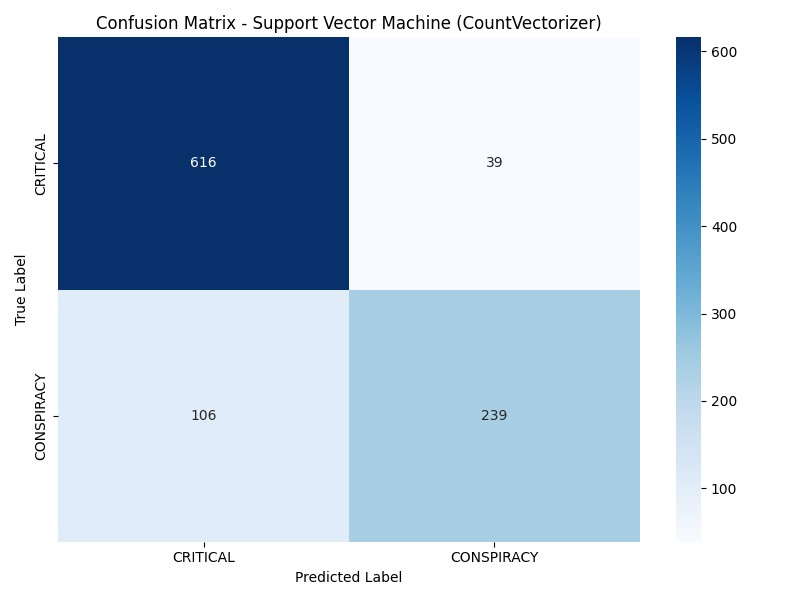 Confusion Matrix - Support Vector Machine (CountVectorizer)
True Label
CRITICAL
616
39
CONSPIRACY
106
239
CRITICAL
CONSPIRACY
Predicted Label
600
500
400
300
200
100